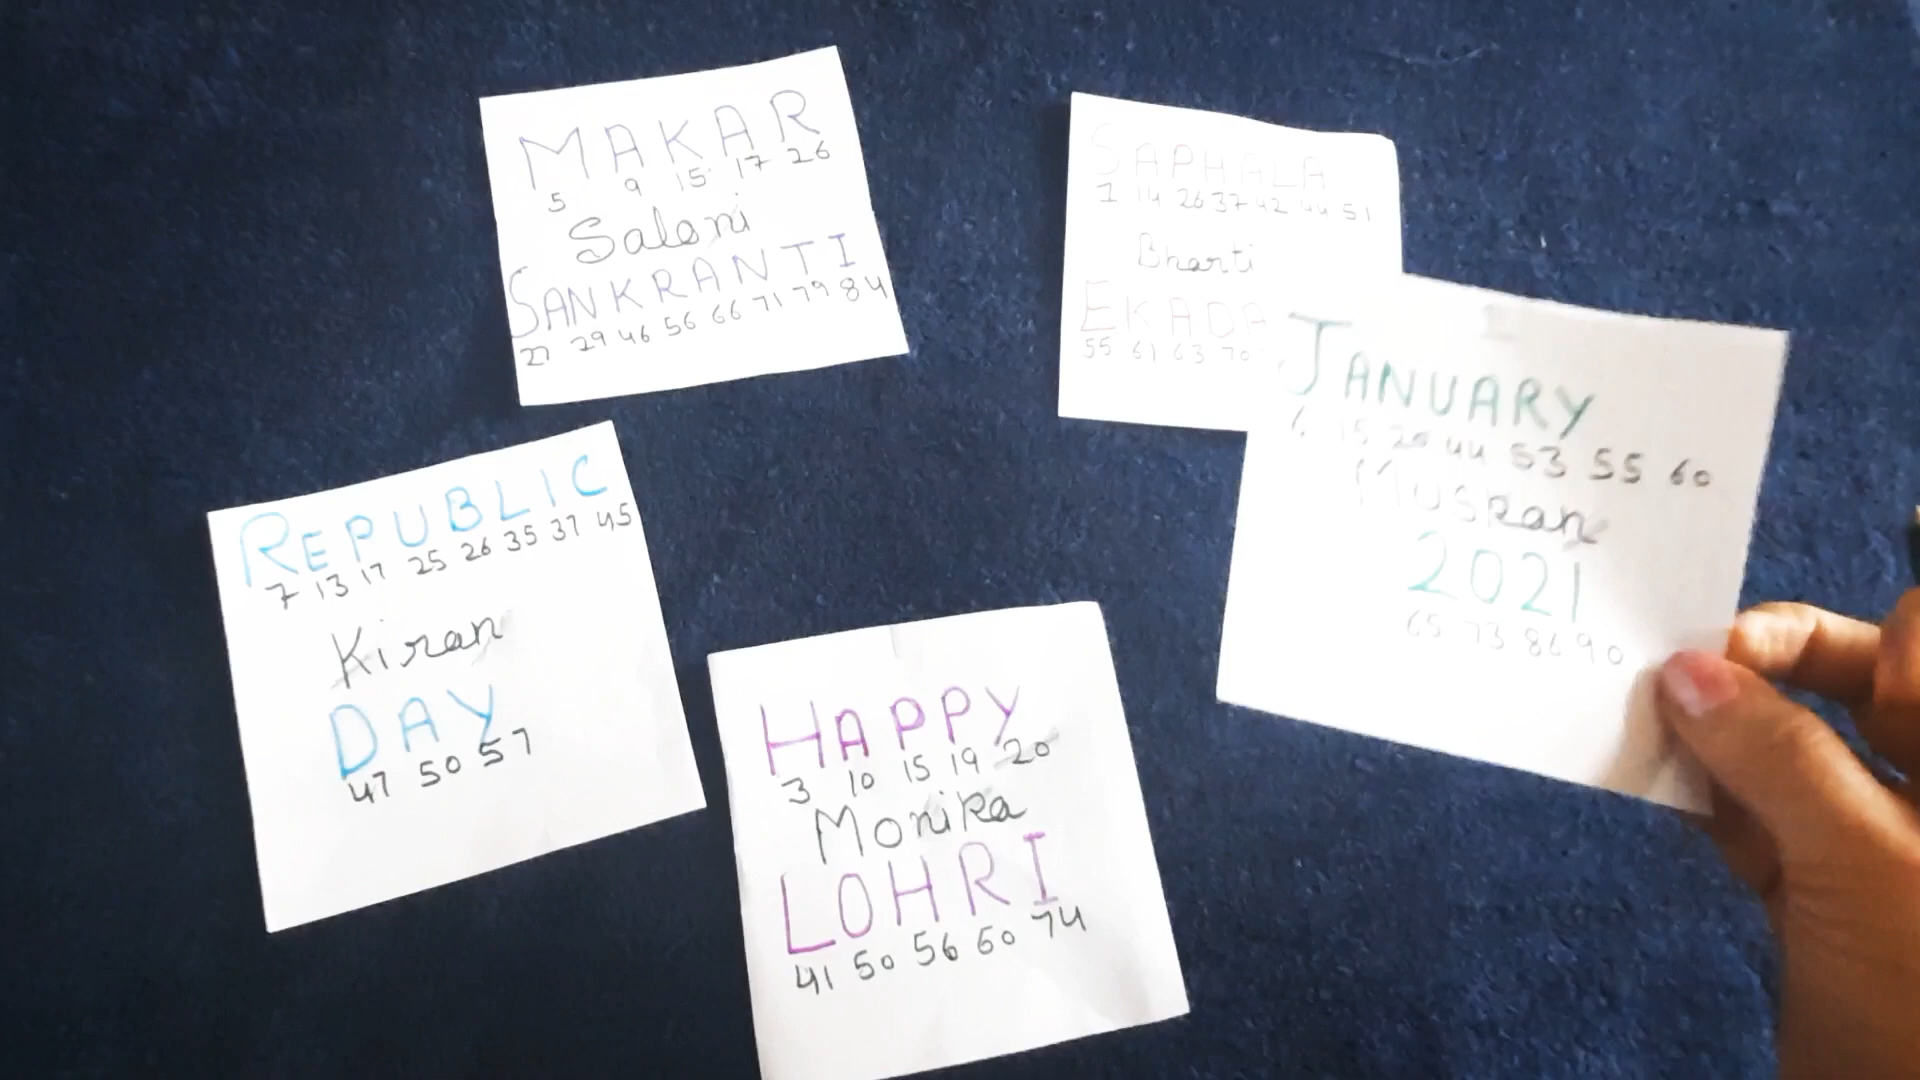 MAKAR
5 9 15 17 26
Saloni
SANKRANTI
27 29 46 56 66 71 79 84
SAPHALA
1 14 26 37 42 44 51
Bharti
EKADA
55 61 63 70
JANUARY
6 15 20 44 53 55 60
Muskan
2021
65 73 86 90
REPUBLIC
7 13 17 25 26 35 37 45
Kiran
DAY
47 50 57
HAPPY
3 10 15 19 20
Monika
LOHRI
41 50 56 60 74